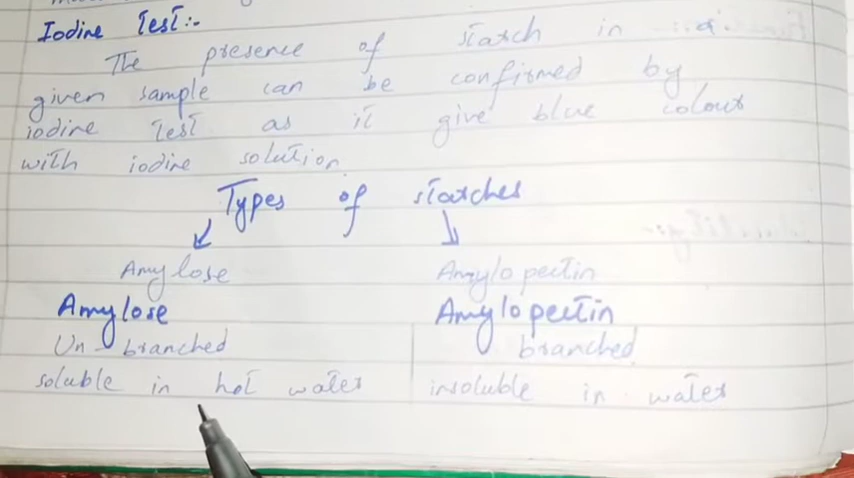 Iodine Test:-
The presence of starch in a
given sample can be confirmed by
iodine test as it give blue colour
with iodine solution.
Types of starches
Amylose Amylopectin
Amylose Amylopectin
Un-branched branched
soluble in hot water insoluble in water